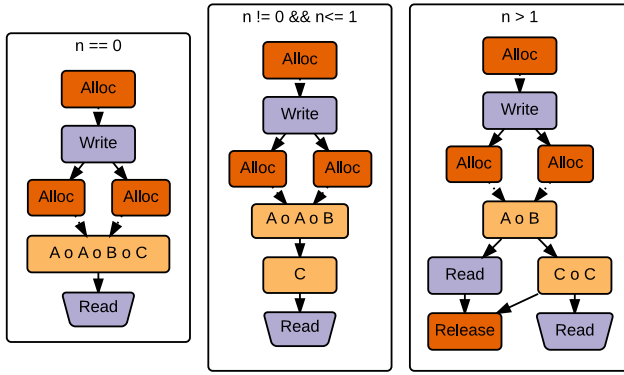 n == 0
Alloc
Write
Alloc Alloc
A o A o B o C
Read
n != 0 && n<= 1
Alloc
Write
Alloc Alloc
A o A o B
C
Read
n > 1
Alloc
Write
Alloc Alloc
A o B
Read C o C
Release Read